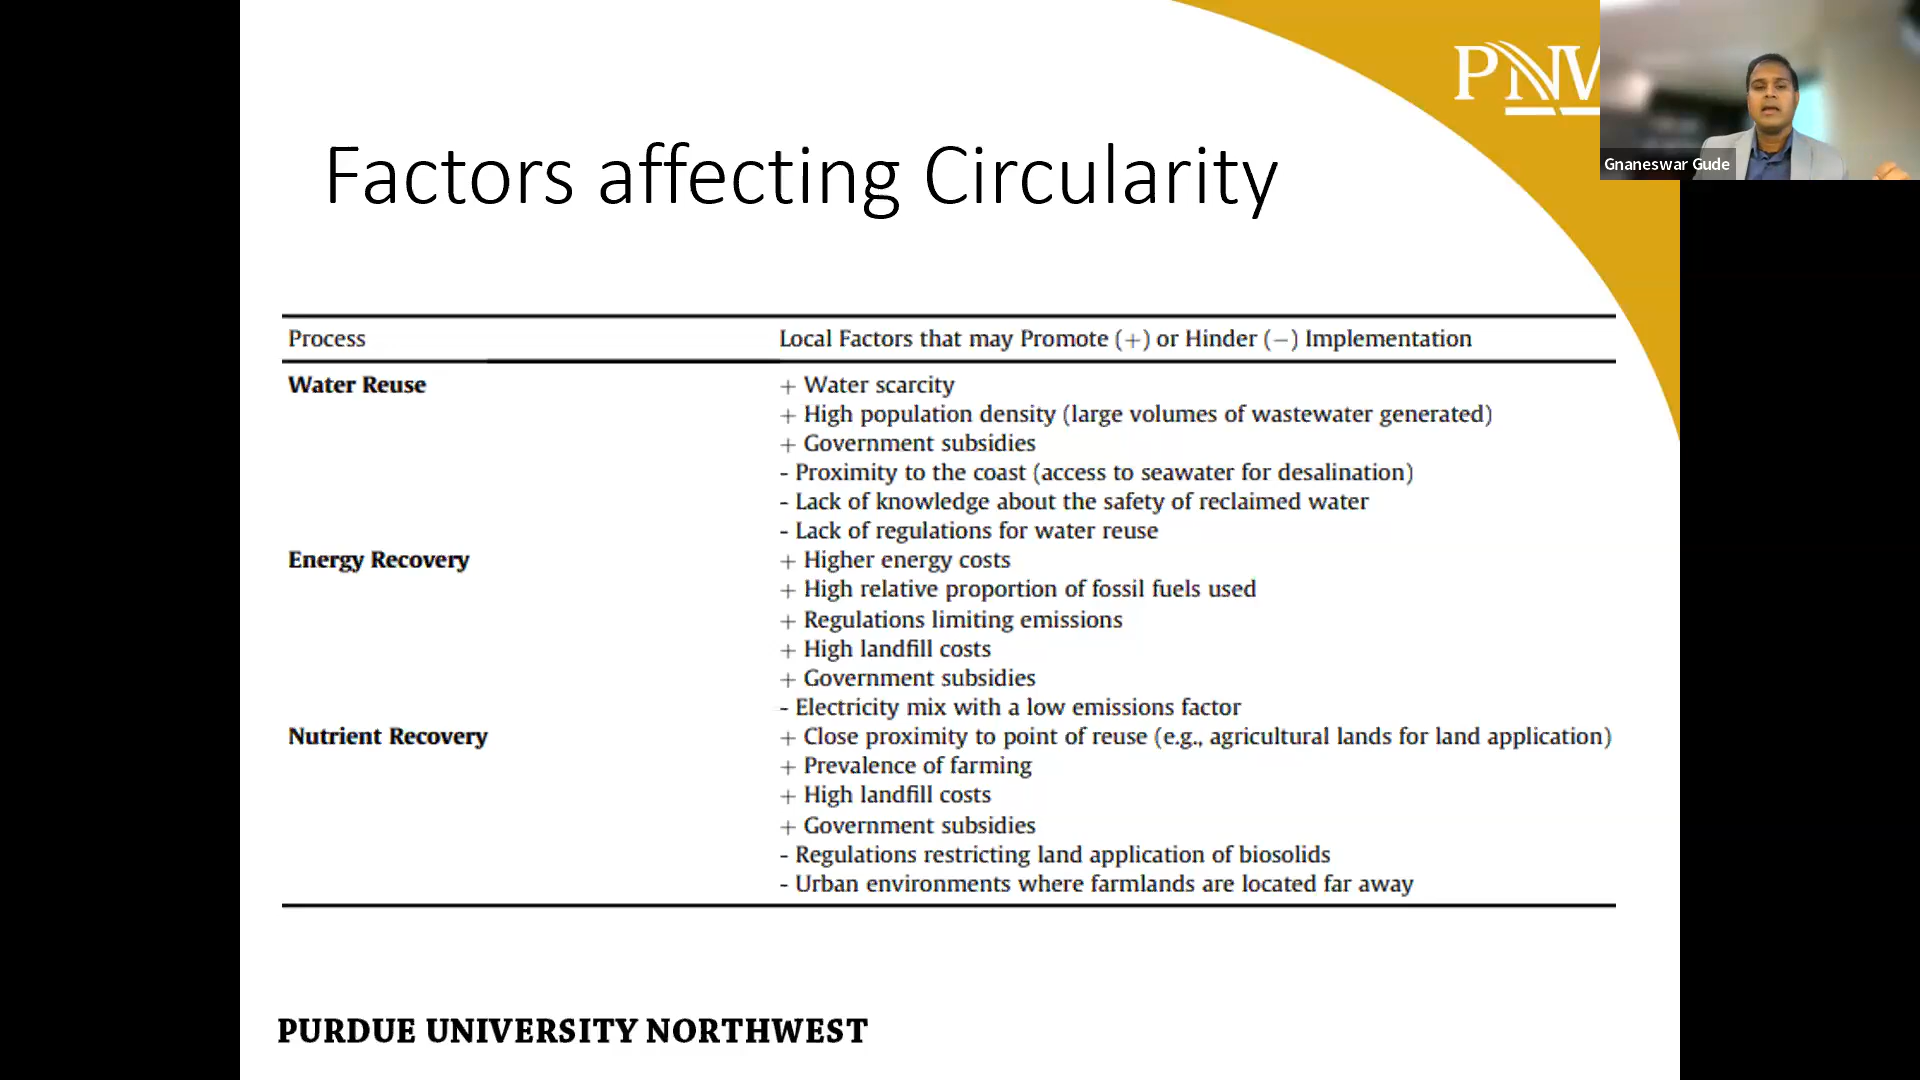 PNW
Gnaneswar Gude
Factors affecting Circularity
Process Local Factors that may Promote (+) or Hinder (−) Implementation
Water Reuse + Water scarcity
+ High population density (large volumes of wastewater generated)
+ Government subsidies
- Proximity to the coast (access to seawater for desalination)
- Lack of knowledge about the safety of reclaimed water
- Lack of regulations for water reuse
Energy Recovery + Higher energy costs
+ High relative proportion of fossil fuels used
+ Regulations limiting emissions
+ High landfill costs
+ Government subsidies
- Electricity mix with a low emissions factor
Nutrient Recovery + Close proximity to point of reuse (e.g., agricultural lands for land application)
+ Prevalence of farming
+ High landfill costs
+ Government subsidies
- Regulations restricting land application of biosolids
- Urban environments where farmlands are located far away
PURDUE UNIVERSITY NORTHWEST